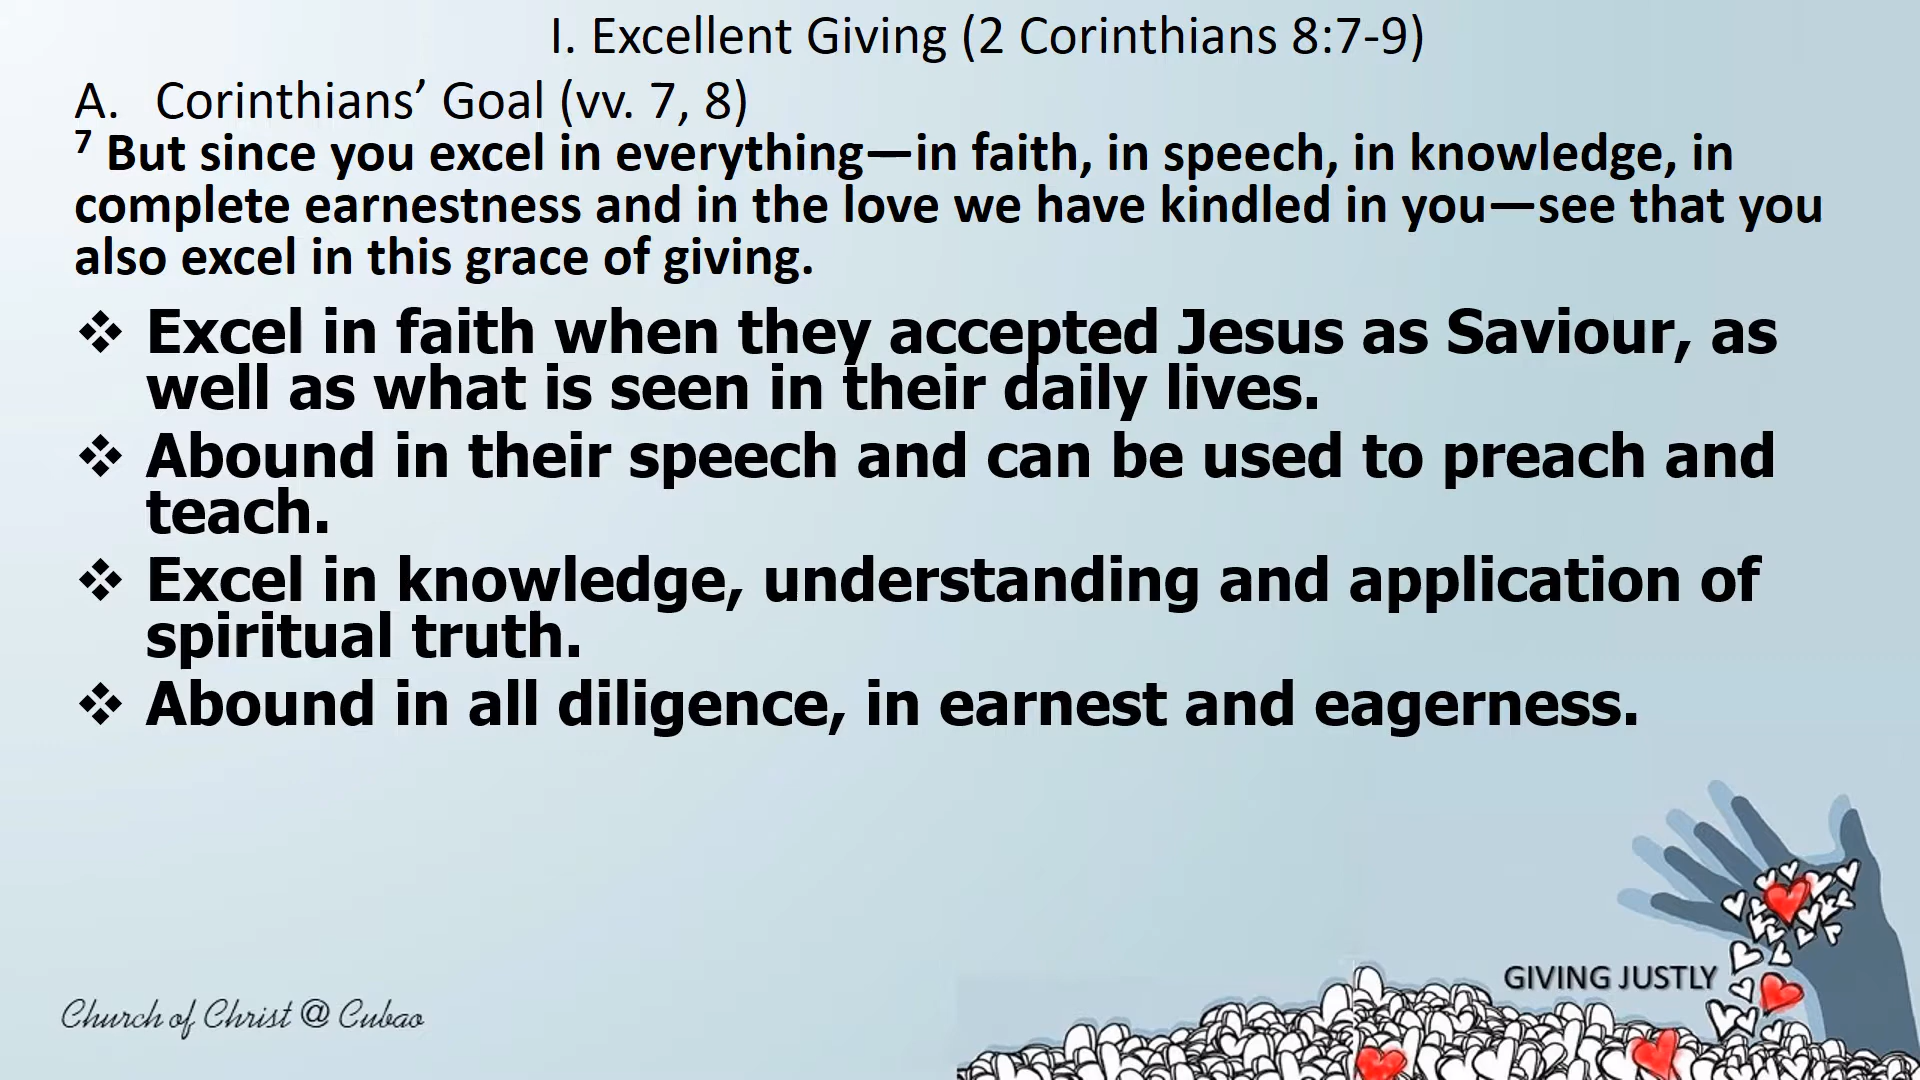 I. Excellent Giving (2 Corinthians 8:7-9)
A. Corinthians’ Goal (vv. 7, 8)
⁷ But since you excel in everything—in faith, in speech, in knowledge, in
complete earnestness and in the love we have kindled in you—see that you
also excel in this grace of giving.
❖ Excel in faith when they accepted Jesus as Saviour, as
well as what is seen in their daily lives.
❖ Abound in their speech and can be used to preach and
teach.
❖ Excel in knowledge, understanding and application of
spiritual truth.
❖ Abound in all diligence, in earnest and eagerness.
GIVING JUSTLY
Church of Christ @ Cubao